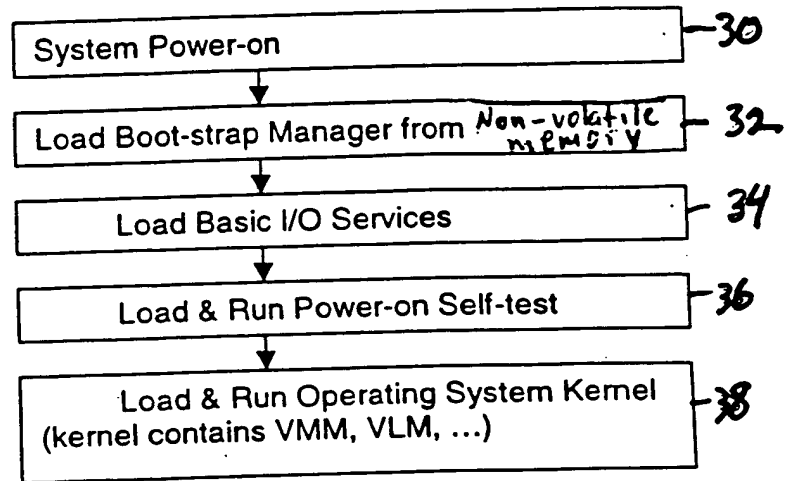 System Power-on 30
Load Boot-strap Manager from Non-volatile memory 32
Load Basic I/O Services 34
Load & Run Power-on Self-test 36
Load & Run Operating System Kernel
(kernel contains VMM, VLM, ...) 38